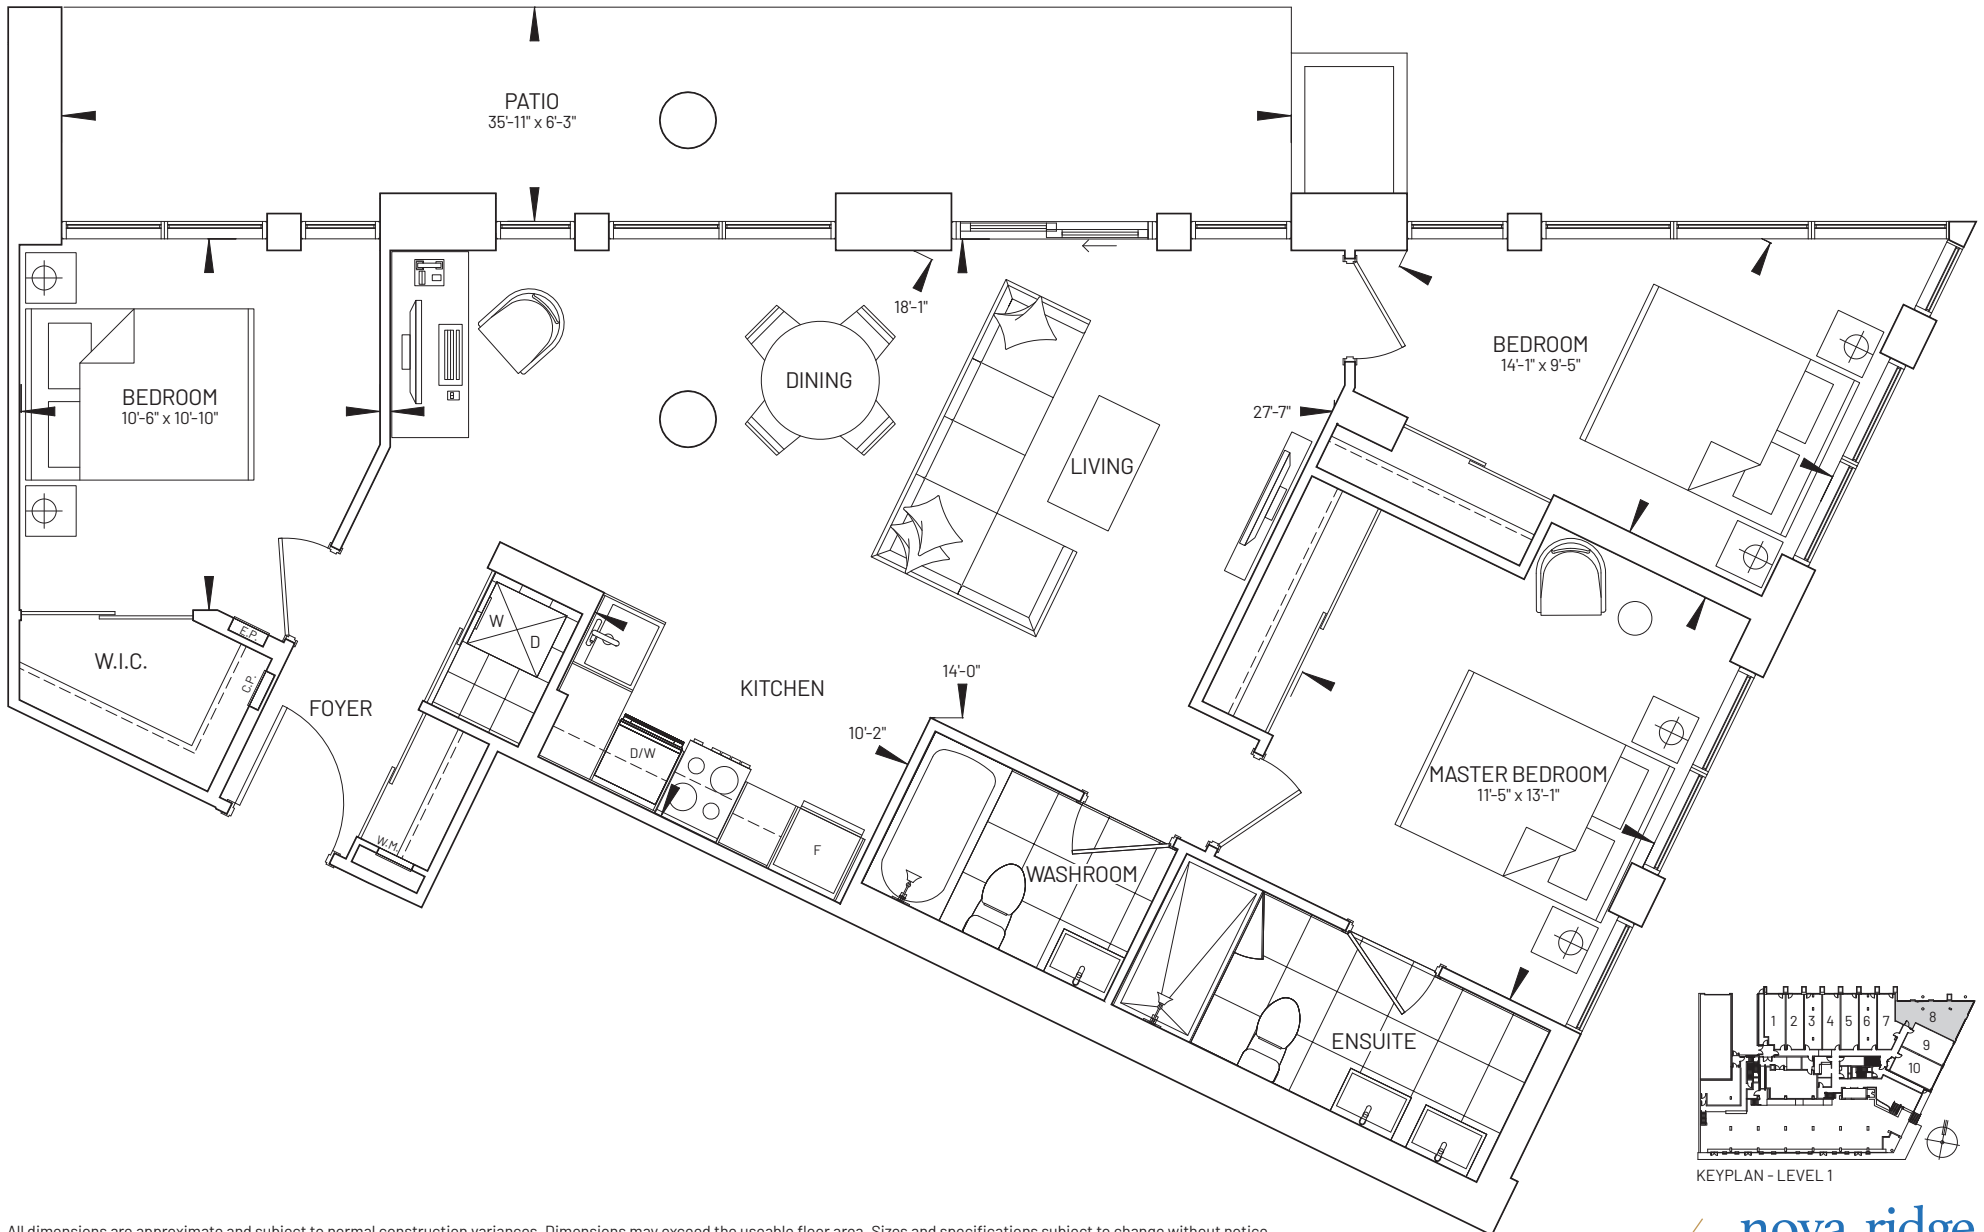 PATIO
35'-11" x 6'-3"
18'-1"
BEDROOM
10'-6" x 10'-10"
DINING
BEDROOM
14'-1" x 9'-5"
27'-7"
LIVING
W
D
E.P.
W.I.C.
C.P.
FOYER
KITCHEN
14'-0"
10'-2"
D/W
F
W.M.
MASTER BEDROOM
11'-5" x 13'-1"
WASHROOM
ENSUITE
1 2 3 4 5 6 7 8
9
10
N
KEYPLAN - LEVEL 1
nova ridge
All dimensions are approximate and subject to normal construction variances. Dimensions may exceed the useable floor area. Sizes and specifications subject to change without notice.